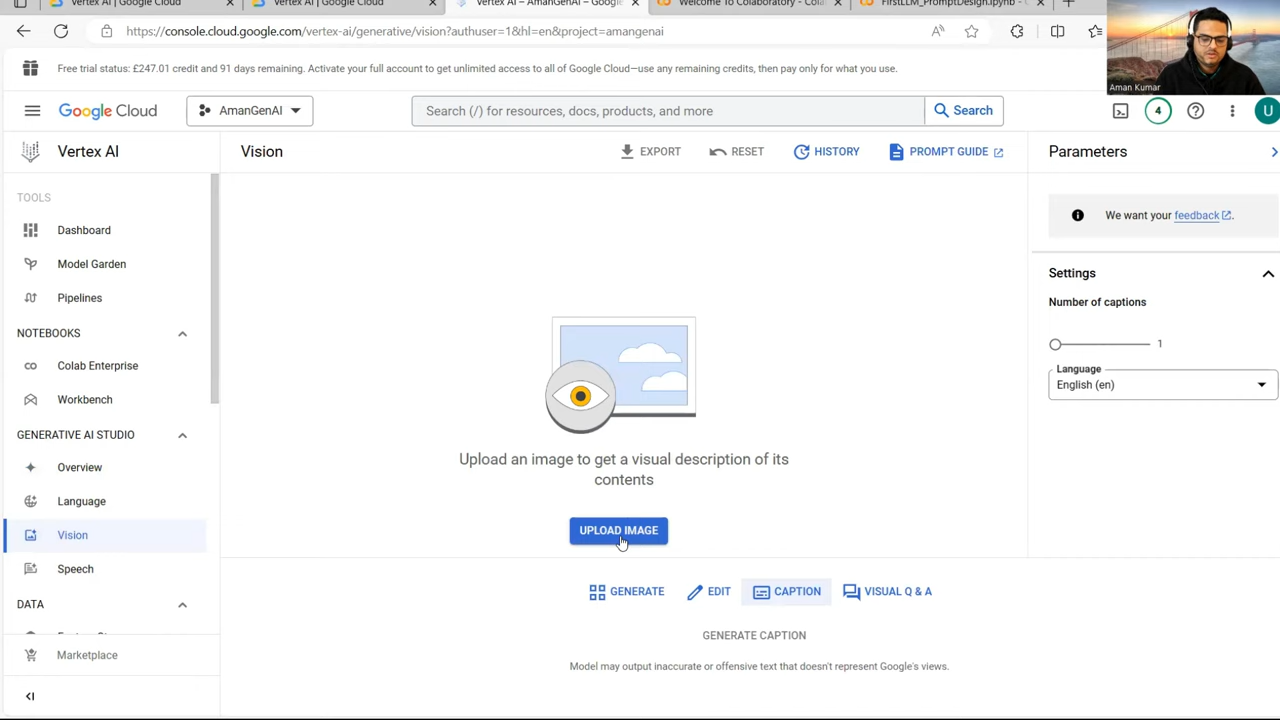 Vertex AI | Google Cloud
Vertex AI | Google Cloud
Vertex AI – AmanGenAI – Google
Welcome To Colaboratory - Colab
FirstLLM_PromptDesign.ipynb -
https://console.cloud.google.com/vertex-ai/generative/vision?authuser=1&hl=en&project=amangenai
Aman Kumar
Free trial status: £247.01 credit and 91 days remaining. Activate your full account to get unlimited access to all of Google Cloud—use any remaining credits, then pay only for what you use.
Google Cloud
AmanGenAI
Search (/) for resources, docs, products, and more
Search
4
U
Vertex AI
Vision
EXPORT
RESET
HISTORY
PROMPT GUIDE
Parameters
TOOLS
Dashboard
Model Garden
Pipelines
NOTEBOOKS
Colab Enterprise
Workbench
GENERATIVE AI STUDIO
Overview
Language
Vision
Speech
DATA
Marketplace
Upload an image to get a visual description of its
contents
UPLOAD IMAGE
GENERATE
EDIT
CAPTION
VISUAL Q & A
GENERATE CAPTION
Model may output inaccurate or offensive text that doesn't represent Google's views.
We want your feedback.
Settings
Number of captions
1
Language
English (en)